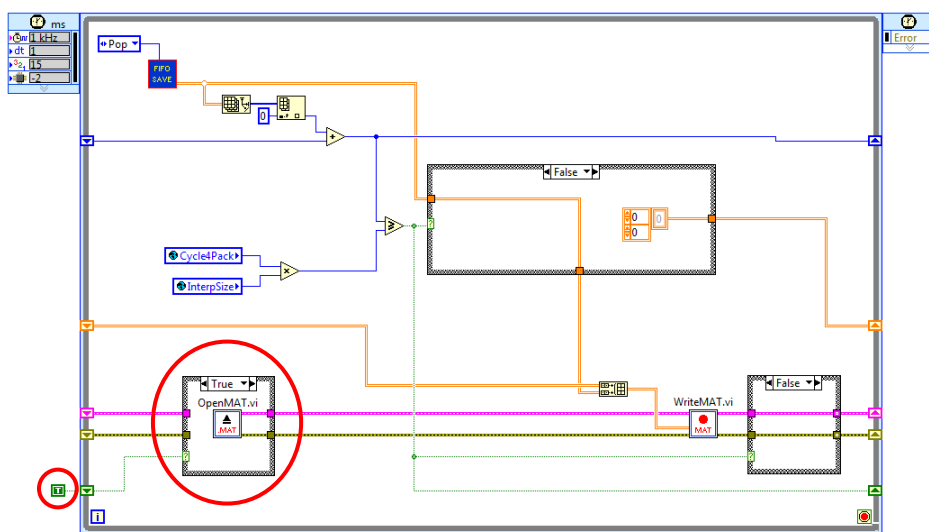 ms
1 kHz
dt 1
321 15
-2
Error
Pop
FIFO
SAVE
0
+
False
0
0
0
Cycle4Pack
×
InterpSize
True
OpenMAT.vi
.MAT
?
WriteMAT.vi
MAT
False
?
?
T
i